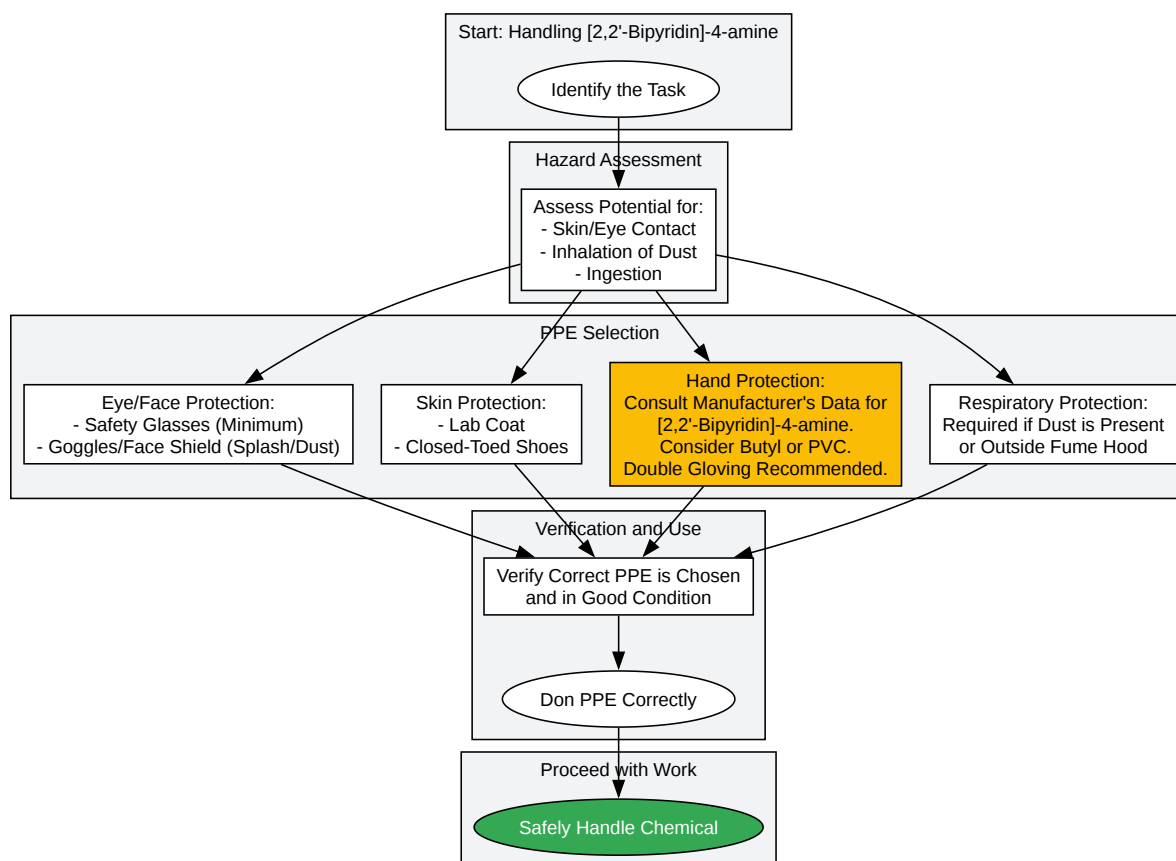 Start: Handling [2,2'-Bipyridin]-4-amine
Identify the Task
Hazard Assessment
Assess Potential for:
- Skin/Eye Contact
- Inhalation of Dust
- Ingestion
PPE Selection
Eye/Face Protection:
- Safety Glasses (Minimum)
- Goggles/Face Shield (Splash/Dust)
Skin Protection:
- Lab Coat
- Closed-Toed Shoes
Hand Protection:
Consult Manufacturer's Data for
[2,2'-Bipyridin]-4-amine.
Consider Butyl or PVC.
Double Gloving Recommended.
Respiratory Protection:
Required if Dust is Present
or Outside Fume Hood
Verification and Use
Verify Correct PPE is Chosen
and in Good Condition
Don PPE Correctly
Proceed with Work
Safely Handle Chemical